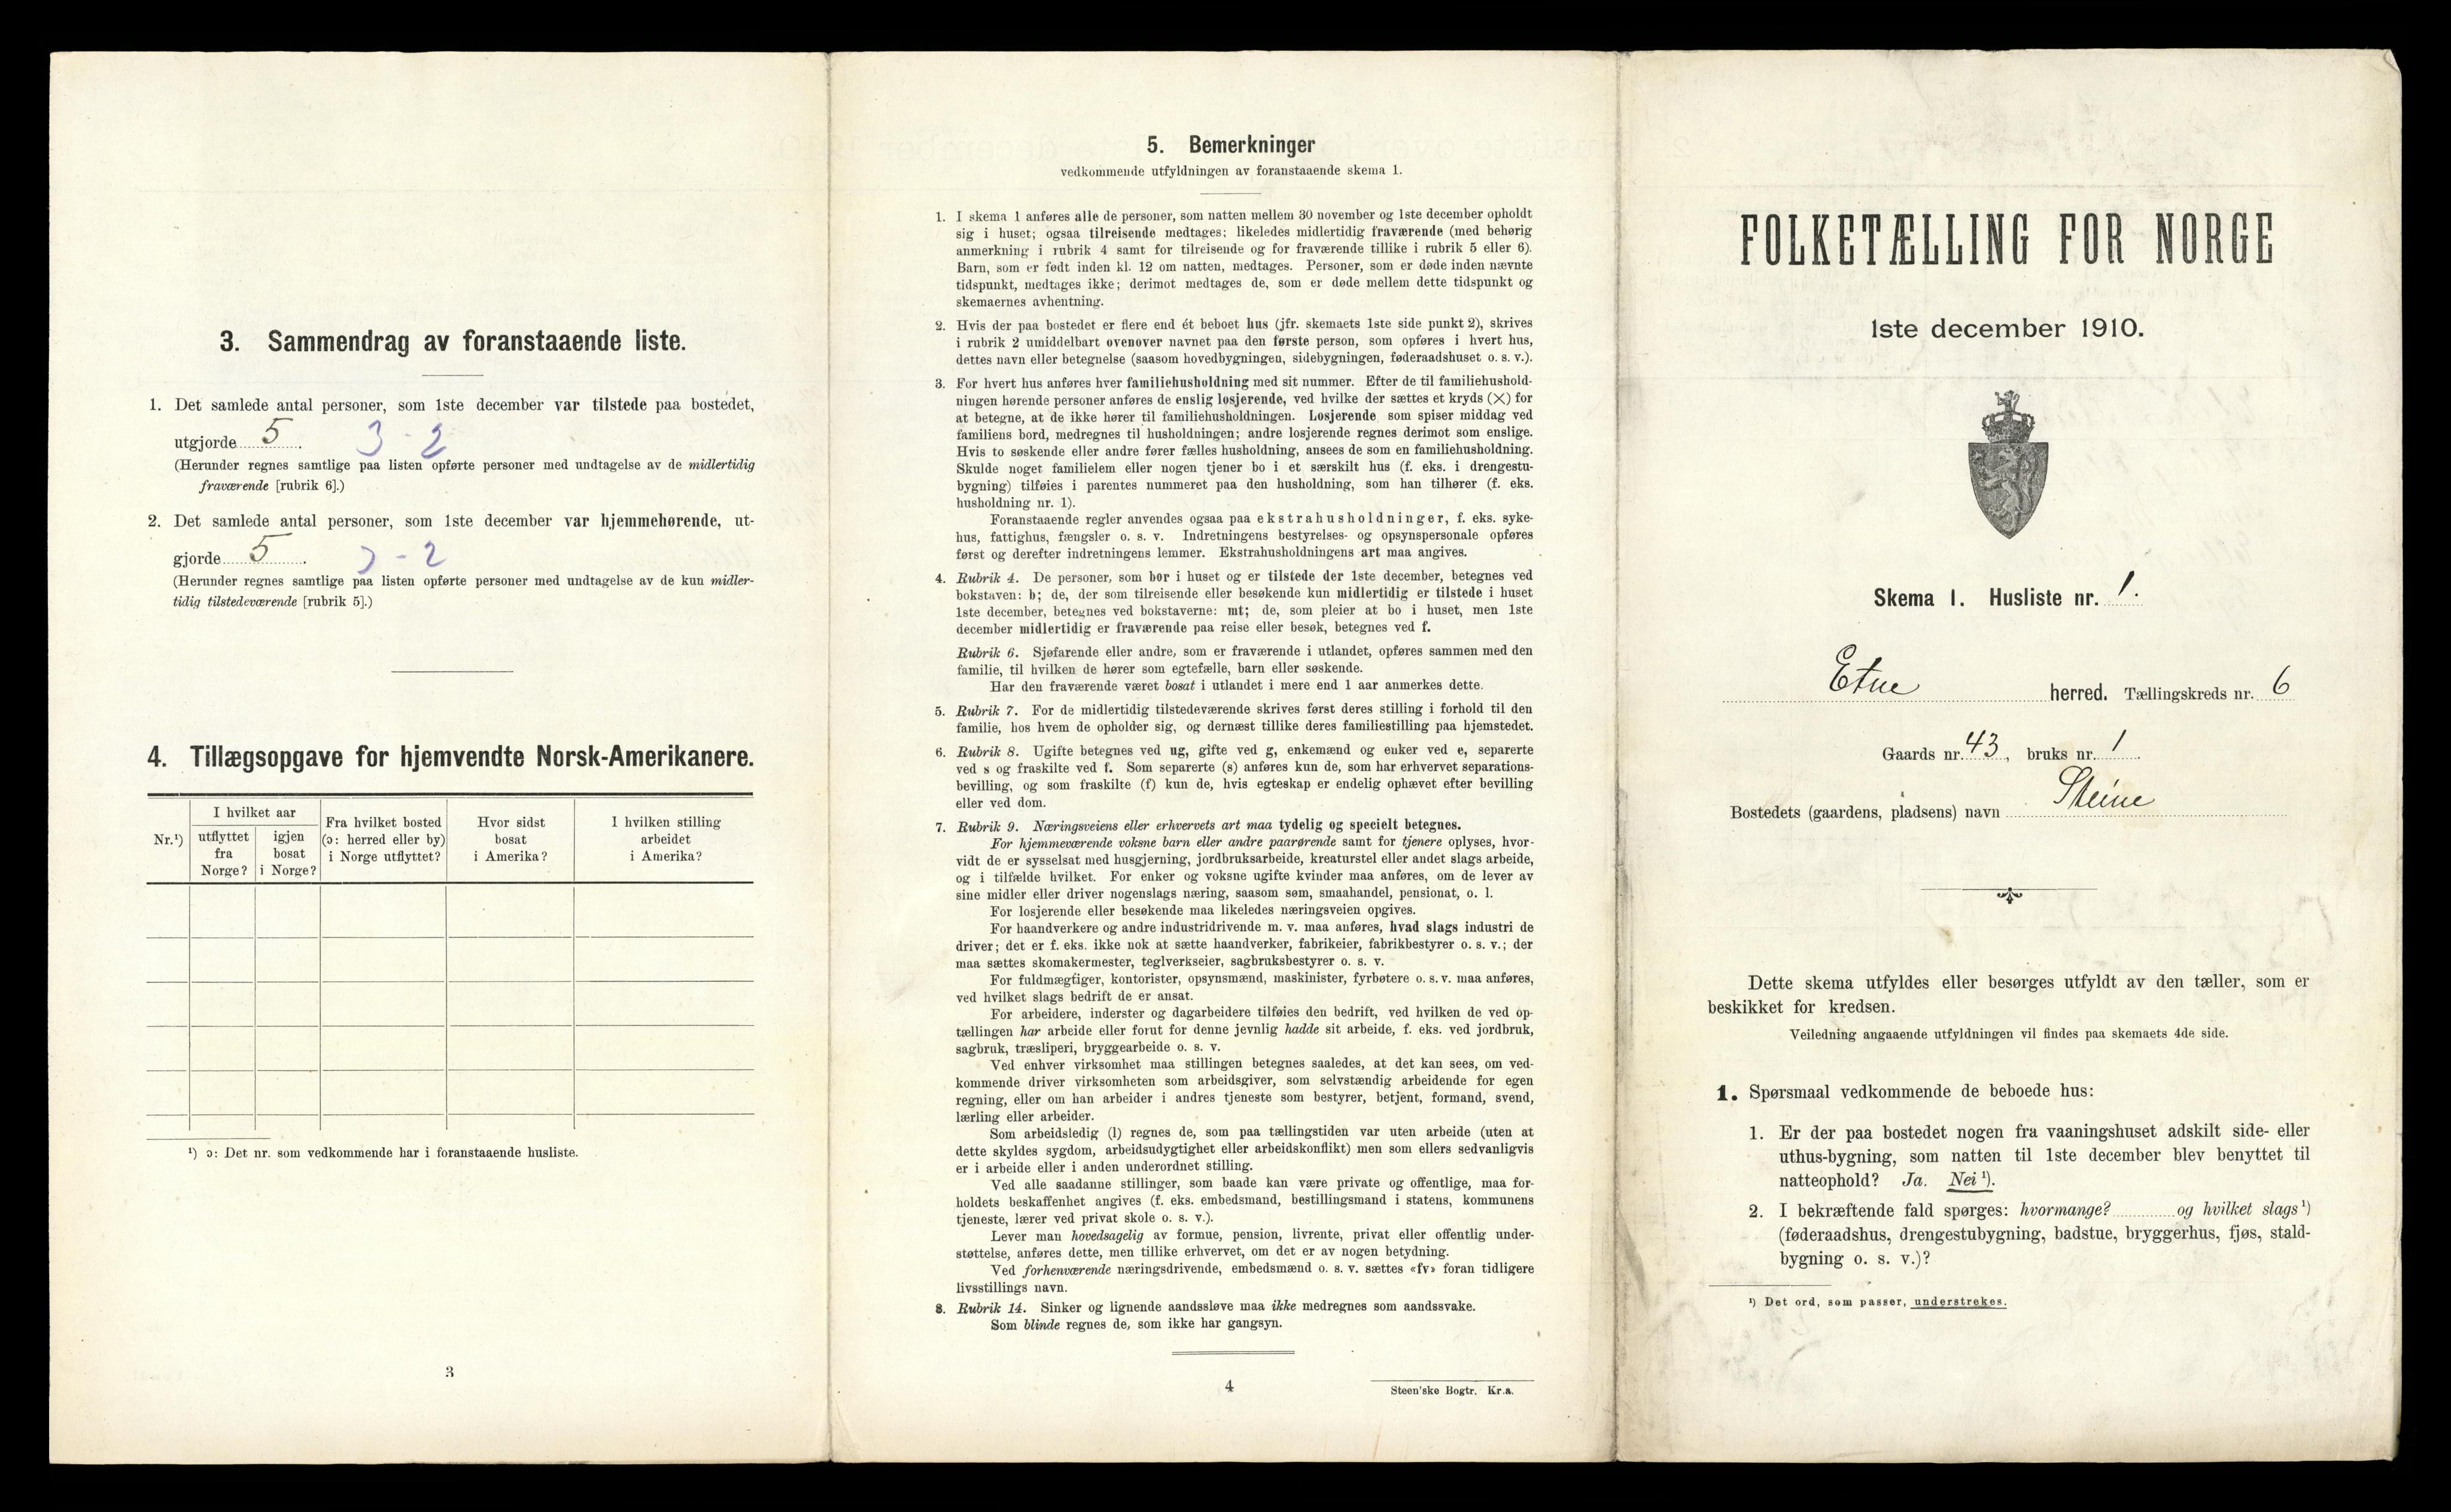 3. Sammendrag av foranstaaende liste.
1. Det samlede antal personer, som 1ste december var tilstede paa bostedet,
utgjorde 5. 3 - 2
(Herunder regnes samtlige paa listen opførte personer med undtagelse av de midlertidig
fraværende [rubrik 6].)
2. Det samlede antal personer, som 1ste december var hjemmehørende, ut-
gjorde 5. 3 - 2
(Herunder regnes samtlige paa listen opførte personer med undtagelse av de kun midler-
tidig tilstedeværende [rubrik 5].)
4. Tillægsopgave for hjemvendte Norsk-Amerikanere.
Nr.¹)
I hvilket aar
utflyttet
fra
Norge?
igjen
bosat
i Norge?
Fra hvilket bosted
(ɔ: herred eller by)
i Norge utflyttet?
Hvor sidst
bosat
i Amerika?
I hvilken stilling
arbeidet
i Amerika?
¹) ɔ: Det nr. som vedkommende har i foranstaaende husliste.
3
5. Bemerkninger
vedkommende utfyldningen av foranstaaende skema 1.
1. I skema 1 anføres alle de personer, som natten mellem 30 november og 1ste december opholdt
sig i huset; ogsaa tilreisende medtages; likeledes midlertidig fraværende (med behørig
anmerkning i rubrik 4 samt for tilreisende og for fraværende tillike i rubrik 5 eller 6).
Barn, som er født inden kl. 12 om natten, medtages. Personer, som er døde inden nævnte
tidspunkt, medtages ikke; derimot medtages de, som er døde mellem dette tidspunkt og
skemaernes avhentning.
2. Hvis der paa bostedet er flere end ét beboet hus (jfr. skemaets 1ste side punkt 2), skrives
i rubrik 2 umiddelbart ovenover navnet paa den første person, som opføres i hvert hus,
dettes navn eller betegnelse (saasom hovedbygningen, sidebygningen, føderaadshuset o. s. v.).
3. For hvert hus anføres hver familiehusholdning med sit nummer. Efter de til familiehushold-
ningen hørende personer anføres de enslig losjerende, ved hvilke der sættes et kryds (×) for
at betegne, at de ikke hører til familiehusholdningen. Losjerende som spiser middag ved
familiens bord, medregnes til husholdningen; andre losjerende regnes derimot som enslige.
Hvis to søskende eller andre fører fælles husholdning, ansees de som en familiehusholdning.
Skulde noget familielem eller nogen tjener bo i et særskilt hus (f. eks. i drengestu-
bygning) tilføies i parentes nummeret paa den husholdning, som han tilhører (f. eks.
husholdning nr. 1).
Foranstaaende regler anvendes ogsaa paa ekstrahusholdninger, f. eks. syke-
hus, fattighus, fængsler o. s. v. Indretningens bestyrelses- og opsynspersonale opføres
først og derefter indretningens lemmer. Ekstrahusholdningens art maa angives.
4. Rubrik 4. De personer, som bor i huset og er tilstede der 1ste december, betegnes ved
bokstaven: b; de, der som tilreisende eller besøkende kun midlertidig er tilstede i huset
1ste december, betegnes ved bokstaverne: mt; de, som pleier at bo i huset, men 1ste
december midlertidig er fraværende paa reise eller besøk, betegnes ved f.
Rubrik 6. Sjøfarende eller andre, som er fraværende i utlandet, opføres sammen med den
familie, til hvilken de hører som egtefælle, barn eller søskende.
Har den fraværende været bosat i utlandet i mere end 1 aar anmerkes dette.
5. Rubrik 7. For de midlertidig tilstedeværende skrives først deres stilling i forhold til den
familie, hos hvem de opholder sig, og dernæst tillike deres familiestilling paa hjemstedet.
6. Rubrik 8. Ugifte betegnes ved ug, gifte ved g, enkemænd og enker ved e, separerte
ved s og fraskilte ved f. Som separerte (s) anføres kun de, som har erhvervet separations-
bevilling, og som fraskilte (f) kun de, hvis egteskap er endelig ophævet efter bevilling
eller ved dom.
7. Rubrik 9. Næringsveiens eller erhvervets art maa tydelig og specielt betegnes.
For hjemmeværende voksne barn eller andre paarørende samt for tjenere oplyses, hvor-
vidt de er sysselsat med husgjerning, jordbruksarbeide, kreaturstel eller andet slags arbeide,
og i tilfælde hvilket. For enker og voksne ugifte kvinder maa anføres, om de lever av
sine midler eller driver nogenslags næring, saasom søm, smaahandel, pensionat, o. l.
For losjerende eller besøkende maa likeledes næringsveien opgives.
For haandverkere og andre industridrivende m. v. maa anføres, hvad slags industri de
driver; det er f. eks. ikke nok at sætte haandverker, fabrikeier, fabrikbestyrer o. s. v.; der
maa sættes skomakermester, teglverkseier, sagbruksbestyrer o. s. v.
For fuldmægtiger, kontorister, opsynsmænd, maskinister, fyrbøtere o. s. v. maa anføres,
ved hvilket slags bedrift de er ansat.
For arbeidere, inderster og dagarbeidere tilføies den bedrift, ved hvilken de ved op-
tællingen har arbeide eller forut for denne jevnlig hadde sit arbeide, f. eks. ved jordbruk,
sagbruk, træsliperi, bryggearbeide o. s. v.
Ved enhver virksomhet maa stillingen betegnes saaledes, at det kan sees, om ved-
kommende driver virksomheten som arbeidsgiver, som selvstændig arbeidende for egen
regning, eller om han arbeider i andres tjeneste som bestyrer, betjent, formand, svend,
lærling eller arbeider.
Som arbeidsledig (l) regnes de, som paa tællingstiden var uten arbeide (uten at
dette skyldes sygdom, arbeidsudygtighet eller arbeidskonflikt) men som ellers sedvanligvis
er i arbeide eller i anden underordnet stilling.
Ved alle saadanne stillinger, som baade kan være private og offentlige, maa for-
holdets beskaffenhet angives (f. eks. embedsmand, bestillingsmand i statens, kommunens
tjeneste, lærer ved privat skole o. s. v.).
Lever man hovedsagelig av formue, pension, livrente, privat eller offentlig under-
støttelse, anføres dette, men tillike erhvervet, om det er av nogen betydning.
Ved forhenværende næringsdrivende, embedsmænd o. s. v. sættes «fv» foran tidligere
livsstillings navn.
8. Rubrik 14. Sinker og lignende aandssløve maa ikke medregnes som aandssvake.
Som blinde regnes de, som ikke har gangsyn.
4
Steen'ske Bogtr. Kr.a.
FOLKETÆLLING FOR NORGE
1ste december 1910.
Skema 1. Husliste nr. 1.
Etne herred. Tællingskreds nr. 6
Gaards nr. 43, bruks nr. 1.
Bostedets (gaardens, pladsens) navn Steine
Dette skema utfyldes eller besørges utfyldt av den tæller, som er
beskikket for kredsen.
Veiledning angaaende utfyldningen vil findes paa skemaets 4de side.
1. Spørsmaal vedkommende de beboede hus:
1. Er der paa bostedet nogen fra vaaningshuset adskilt side- eller
uthus-bygning, som natten til 1ste december blev benyttet til
natteophold? Ja. Nei ¹).
2. I bekræftende fald spørges: hvormange? og hvilket slags ¹)
(føderaadshus, drengestubygning, badstue, bryggerhus, fjøs, stald-
bygning o. s. v.)?
¹) Det ord, som passer, understrekes.